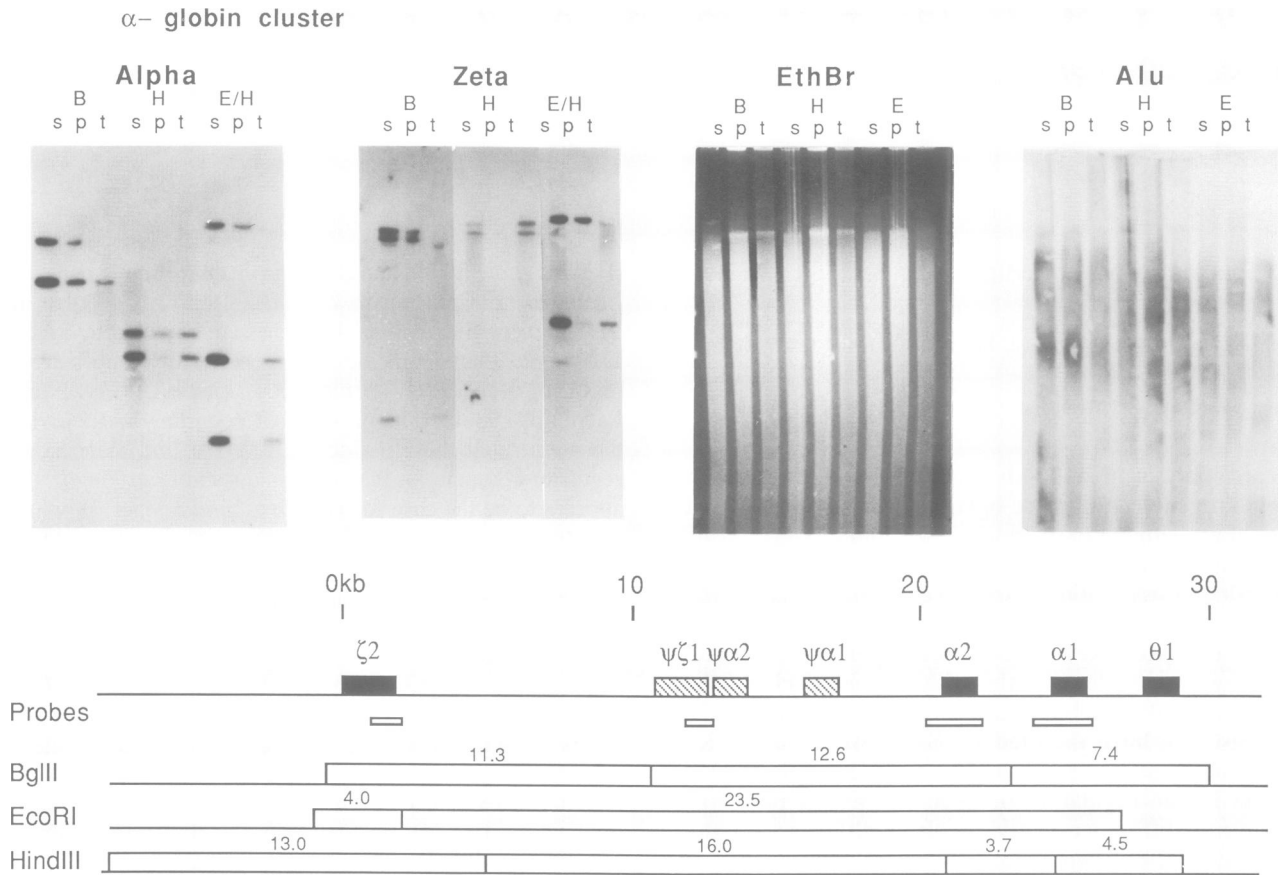 α– globin cluster
Alpha
B H E/H
s p t s p t s p t
Zeta
B H E/H
s p t s p t s p t
EthBr
B H E
s p t s p t s p t
Alu
B H E
s p t s p t s p t
0kb 10 20 30
ζ2 ψζ1 ψα2 ψα1 α2 α1 θ1
Probes
11.3 12.6 7.4
BglII
4.0 23.5
EcoRI
13.0 16.0 3.7 4.5
HindIII